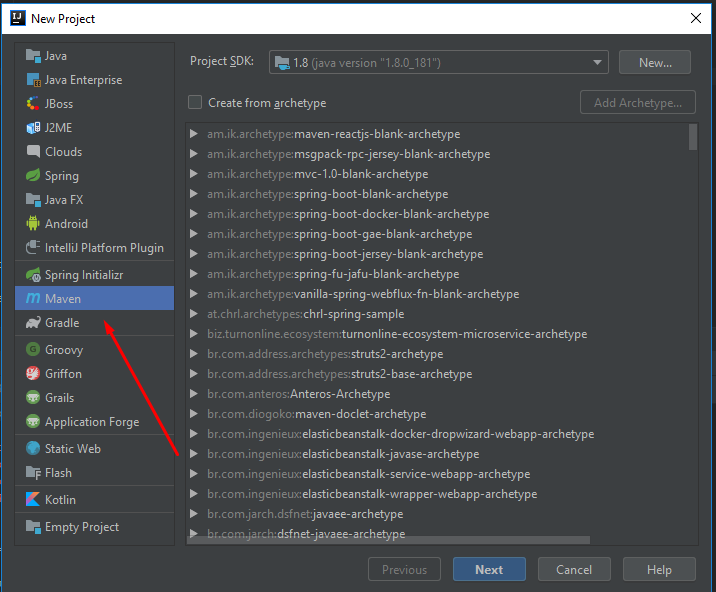 New Project
Java
Java Enterprise
JBoss
J2ME
Clouds
Spring
Java FX
Android
IntelliJ Platform Plugin
Spring Initializr
Maven
Gradle
Groovy
Griffon
Grails
Application Forge
Static Web
Flash
Kotlin
Empty Project
Project SDK: 1.8 (java version "1.8.0_181") New...
Create from archetype Add Archetype...
am.ik.archetype:maven-reactjs-blank-archetype
am.ik.archetype:msgpack-rpc-jersey-blank-archetype
am.ik.archetype:mvc-1.0-blank-archetype
am.ik.archetype:spring-boot-blank-archetype
am.ik.archetype:spring-boot-docker-blank-archetype
am.ik.archetype:spring-boot-gae-blank-archetype
am.ik.archetype:spring-boot-jersey-blank-archetype
am.ik.archetype:spring-fu-jafu-blank-archetype
am.ik.archetype:vanilla-spring-webflux-fn-blank-archetype
at.chrl.archetypes:chrl-spring-sample
biz.turnonline.ecosystem:turnonline-ecosystem-microservice-archetype
br.com.address.archetypes:struts2-archetype
br.com.address.archetypes:struts2-base-archetype
br.com.anteros:Anteros-Archetype
br.com.diogoko:maven-doclet-archetype
br.com.ingenieux:elasticbeanstalk-docker-dropwizard-webapp-archetype
br.com.ingenieux:elasticbeanstalk-javase-archetype
br.com.ingenieux:elasticbeanstalk-service-webapp-archetype
br.com.ingenieux:elasticbeanstalk-wrapper-webapp-archetype
br.com.jarch.dsfnet:javaee-archetype
br.com.jarch:dsfnet-javaee-archetype
Previous Next Cancel Help